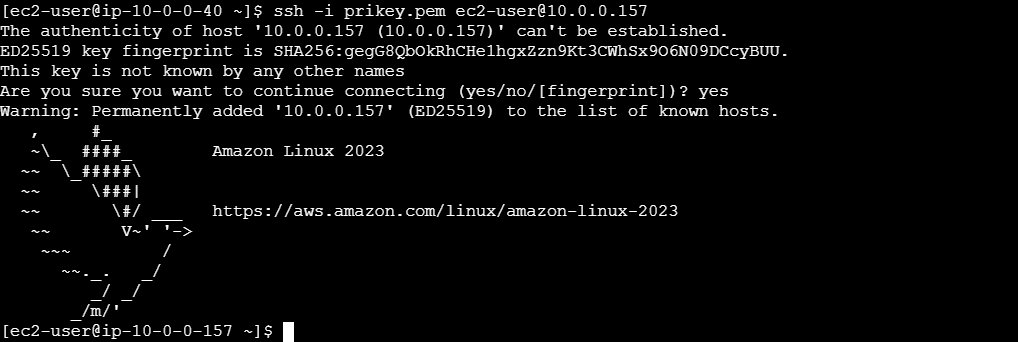 [ec2-user@ip-10-0-0-40 ~]$ ssh -i prikey.pem ec2-user@10.0.0.157
The authenticity of host '10.0.0.157 (10.0.0.157)' can't be established.
ED25519 key fingerprint is SHA256:gegG8QbOkRhCHe1hgxZzn9Kt3CWhSx9O6N09DCcyBUU.
This key is not known by any other names
Are you sure you want to continue connecting (yes/no/[fingerprint])? yes
Warning: Permanently added '10.0.0.157' (ED25519) to the list of known hosts.
   ,     #_
   ~\_  ####_        Amazon Linux 2023
  ~~  \_#####\
  ~~     \###|
  ~~       \#/ ___   https://aws.amazon.com/linux/amazon-linux-2023
   ~~       V~' '->
    ~~~         /
      ~~._.   _/
         _/ _/
       _/m/'
[ec2-user@ip-10-0-0-157 ~]$